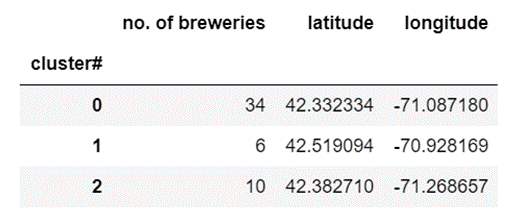 no. of breweries latitude longitude
cluster#
0 34 42.332334 -71.087180
1 6 42.519094 -70.928169
2 10 42.382710 -71.268657